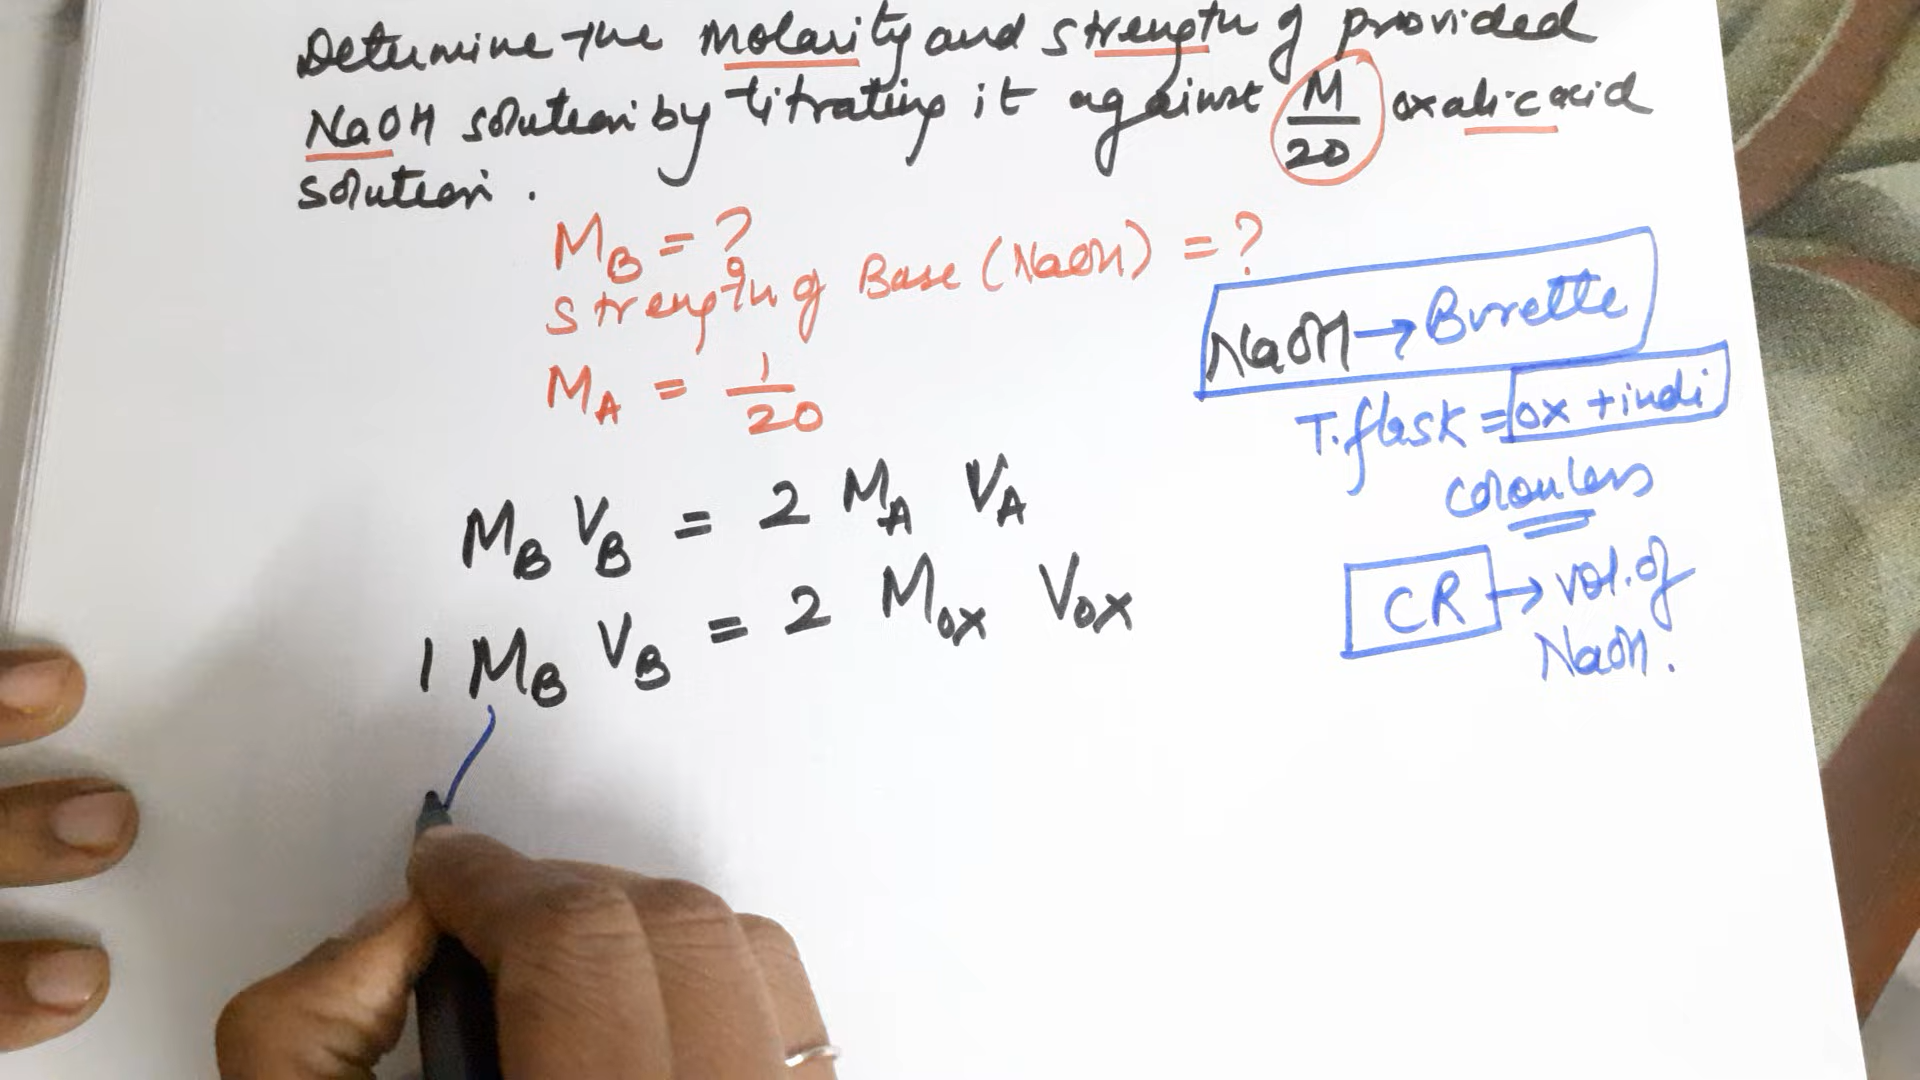 Determine the Molarity and strength of provided
NaOH solution by titrating it against M/20 oxalic acid
solution.
MB = ?
Strength of Base (NaOH) = ?
MA = 1/20
NaOH → Burette
T. flask = ox + indi
colourless
CR → vol. of
NaOH.
MB VB = 2 MA VA
1 MB VB = 2 Mox Vox